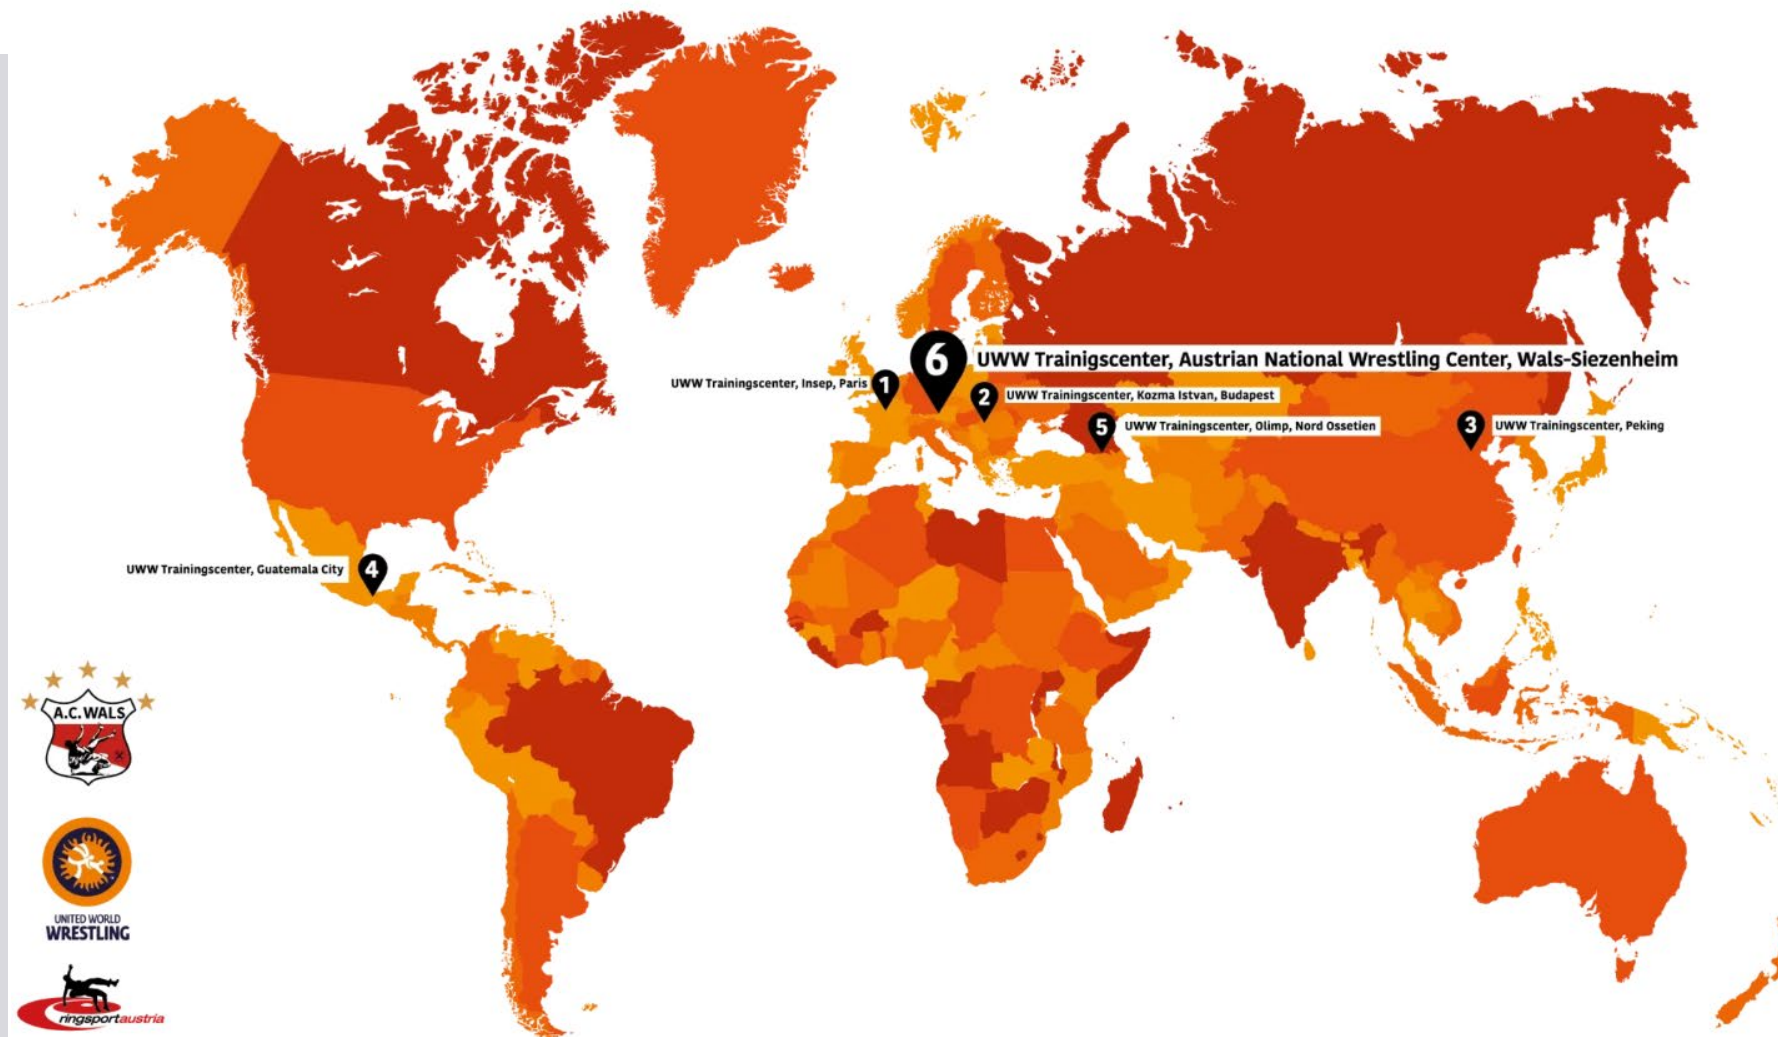 6 UWW Trainigscenter, Austrian National Wrestling Center, Wals-Siezenheim
UWW Trainingscenter, Insep, Paris 1
2 UWW Trainingscenter, Kozma Istvan, Budapest
5 UWW Trainingscenter, Olimp, Nord Ossetien
3 UWW Trainingscenter, Peking
UWW Trainingscenter, Guatemala City 4
A.C. WALS
UNITED WORLD
WRESTLING
ringsportaustria